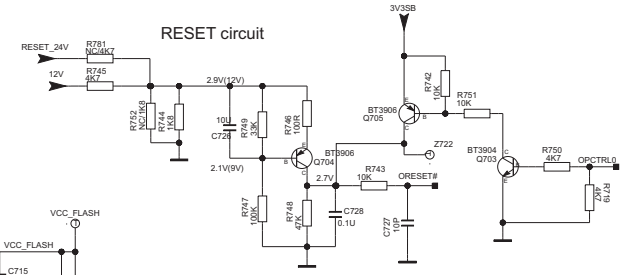 3V3SB
RESET circuit
RESET_24V
R781
NC/4K7
12V
R745
4K7
2.9V(12V)
R752
NC/1K8
R744
1K8
10U
C726
R749
33K
R746
100R
BT3906
Q704
B
E
C
2.1V(9V)
2.7V
R747
100K
R748
47K
C728
0.1U
R743
10K
ORESET#
C727
10P
BT3906
Q705
E
B
C
Z722
R742
10K
R751
10K
BT3904
Q703
C
B
E
R750
4K7
OPCTRL0
R719
4K7
VCC_FLASH
VCC_FLASH
C715